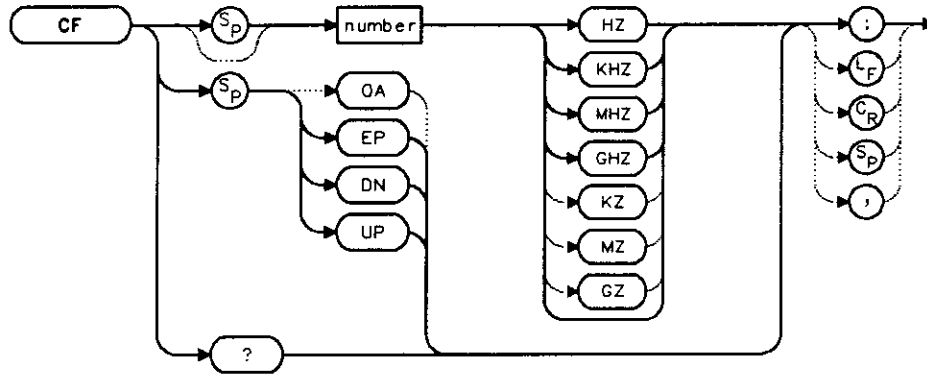 CF
SP
number
HZ
;
KHZ
LF
SP
OA
MHZ
CR
EP
GHZ
SP
DN
KZ
,
UP
MZ
GZ
?